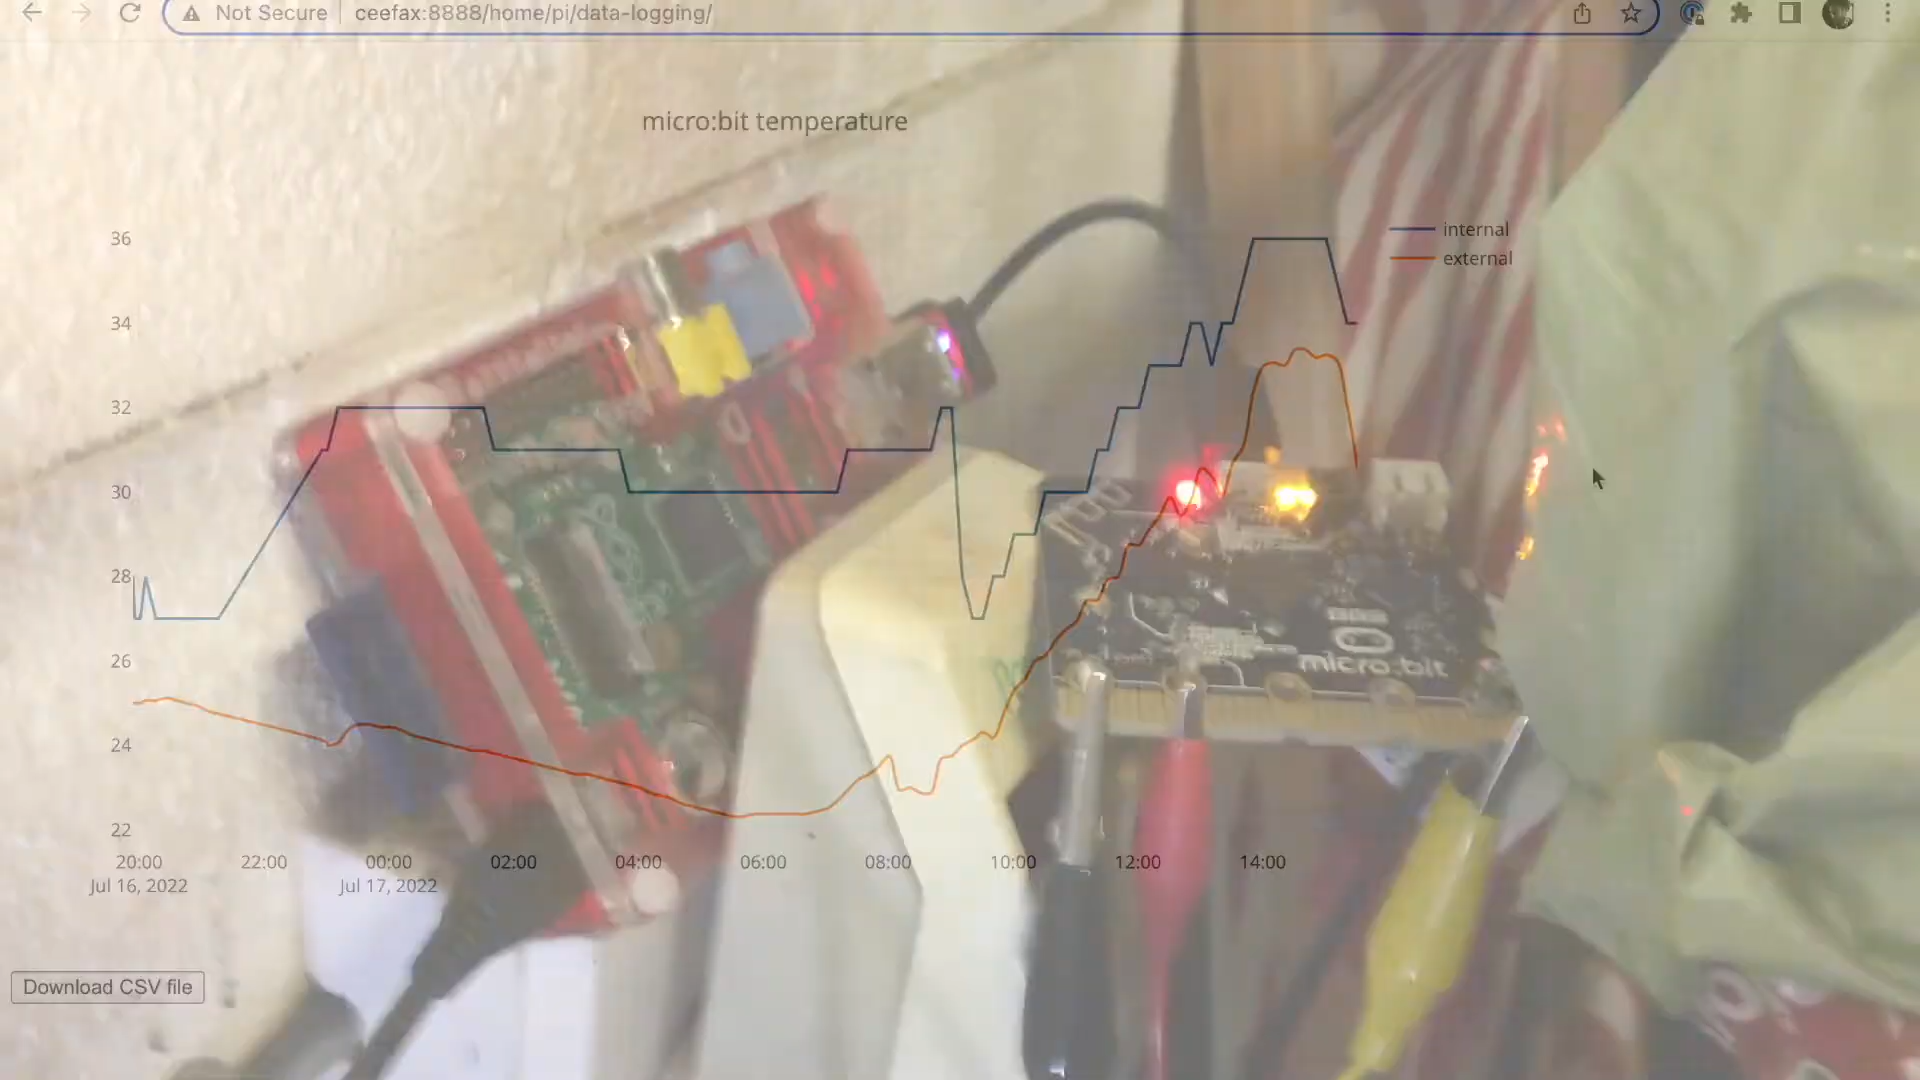 Not Secure
ceefax:8888/home/pi/data-logging/
micro:bit temperature
internal
external
36
34
32
30
28
26
24
22
20:00
22:00
00:00
02:00
04:00
06:00
08:00
10:00
12:00
14:00
Jul 16, 2022
Jul 17, 2022
0
micro:bit
Download CSV file